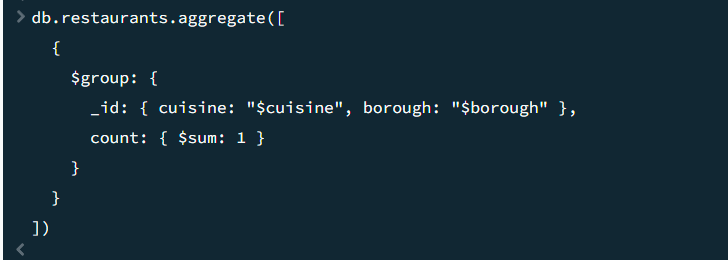 > db.restaurants.aggregate([
{
$group: {
_id: { cuisine: "$cuisine", borough: "$borough" },
count: { $sum: 1 }
}
}
])
<